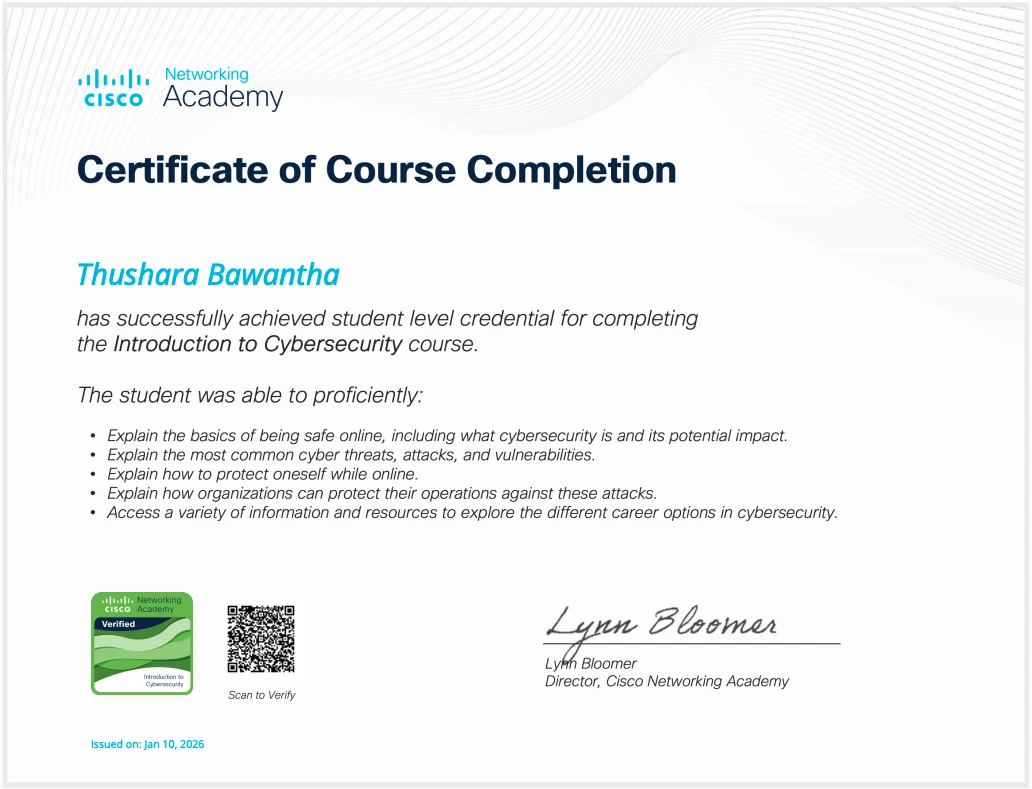 Networking
CISCO Academy
Certificate of Course Completion
Thushara Bawantha
has successfully achieved student level credential for completing
the Introduction to Cybersecurity course.
The student was able to proficiently:
• Explain the basics of being safe online, including what cybersecurity is and its potential impact.
• Explain the most common cyber threats, attacks, and vulnerabilities.
• Explain how to protect oneself while online.
• Explain how organizations can protect their operations against these attacks.
• Access a variety of information and resources to explore the different career options in cybersecurity.
CISCO Networking
Academy
Verified
Introduction to
Cybersecurity
Scan to Verify
Lynn Bloomer
Lynn Bloomer
Director, Cisco Networking Academy
Issued on: Jan 10, 2026